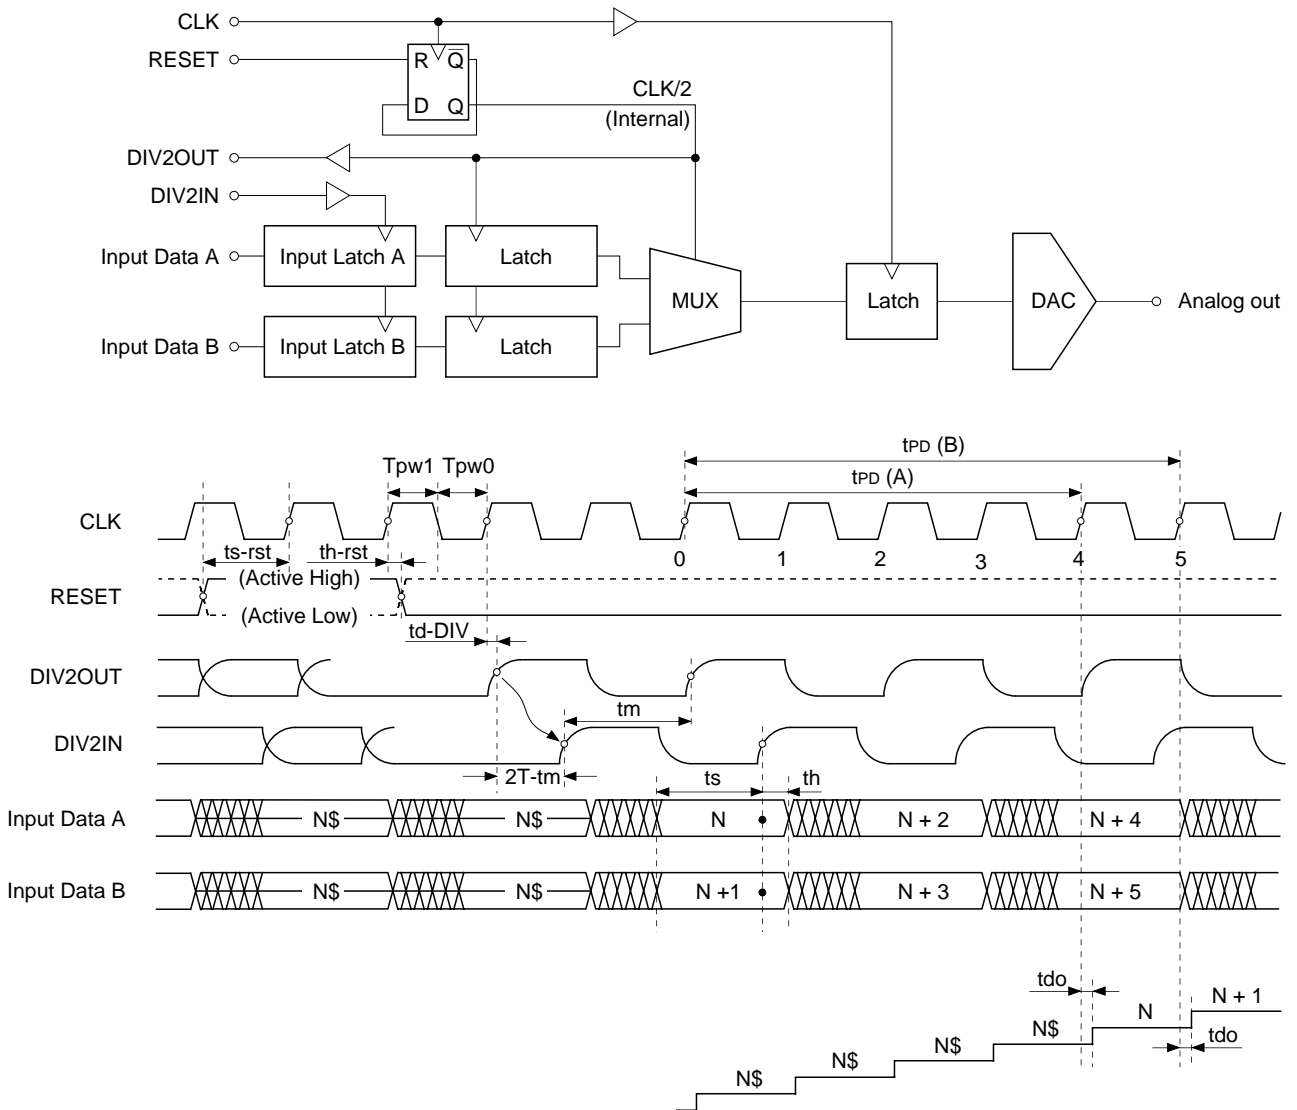 CLK
RESET
R Q
D Q
CLK/2
(Internal)
DIV2OUT
DIV2IN
Input Data A
Input Latch A
Latch
MUX
Latch
DAC
Analog out
Input Data B
Input Latch B
Latch
tPD (B)
Tpw1 Tpw0
tPD (A)
CLK
ts-rst
th-rst
0 1 2 3 4 5
(Active High)
RESET
(Active Low)
td-DIV
DIV2OUT
tm
DIV2IN
2T-tm
ts
th
Input Data A
N$ N$ N N + 2 N + 4
Input Data B
N$ N$ N +1 N + 3 N + 5
tdo
N
N + 1
tdo
N$
N$
N$
N$